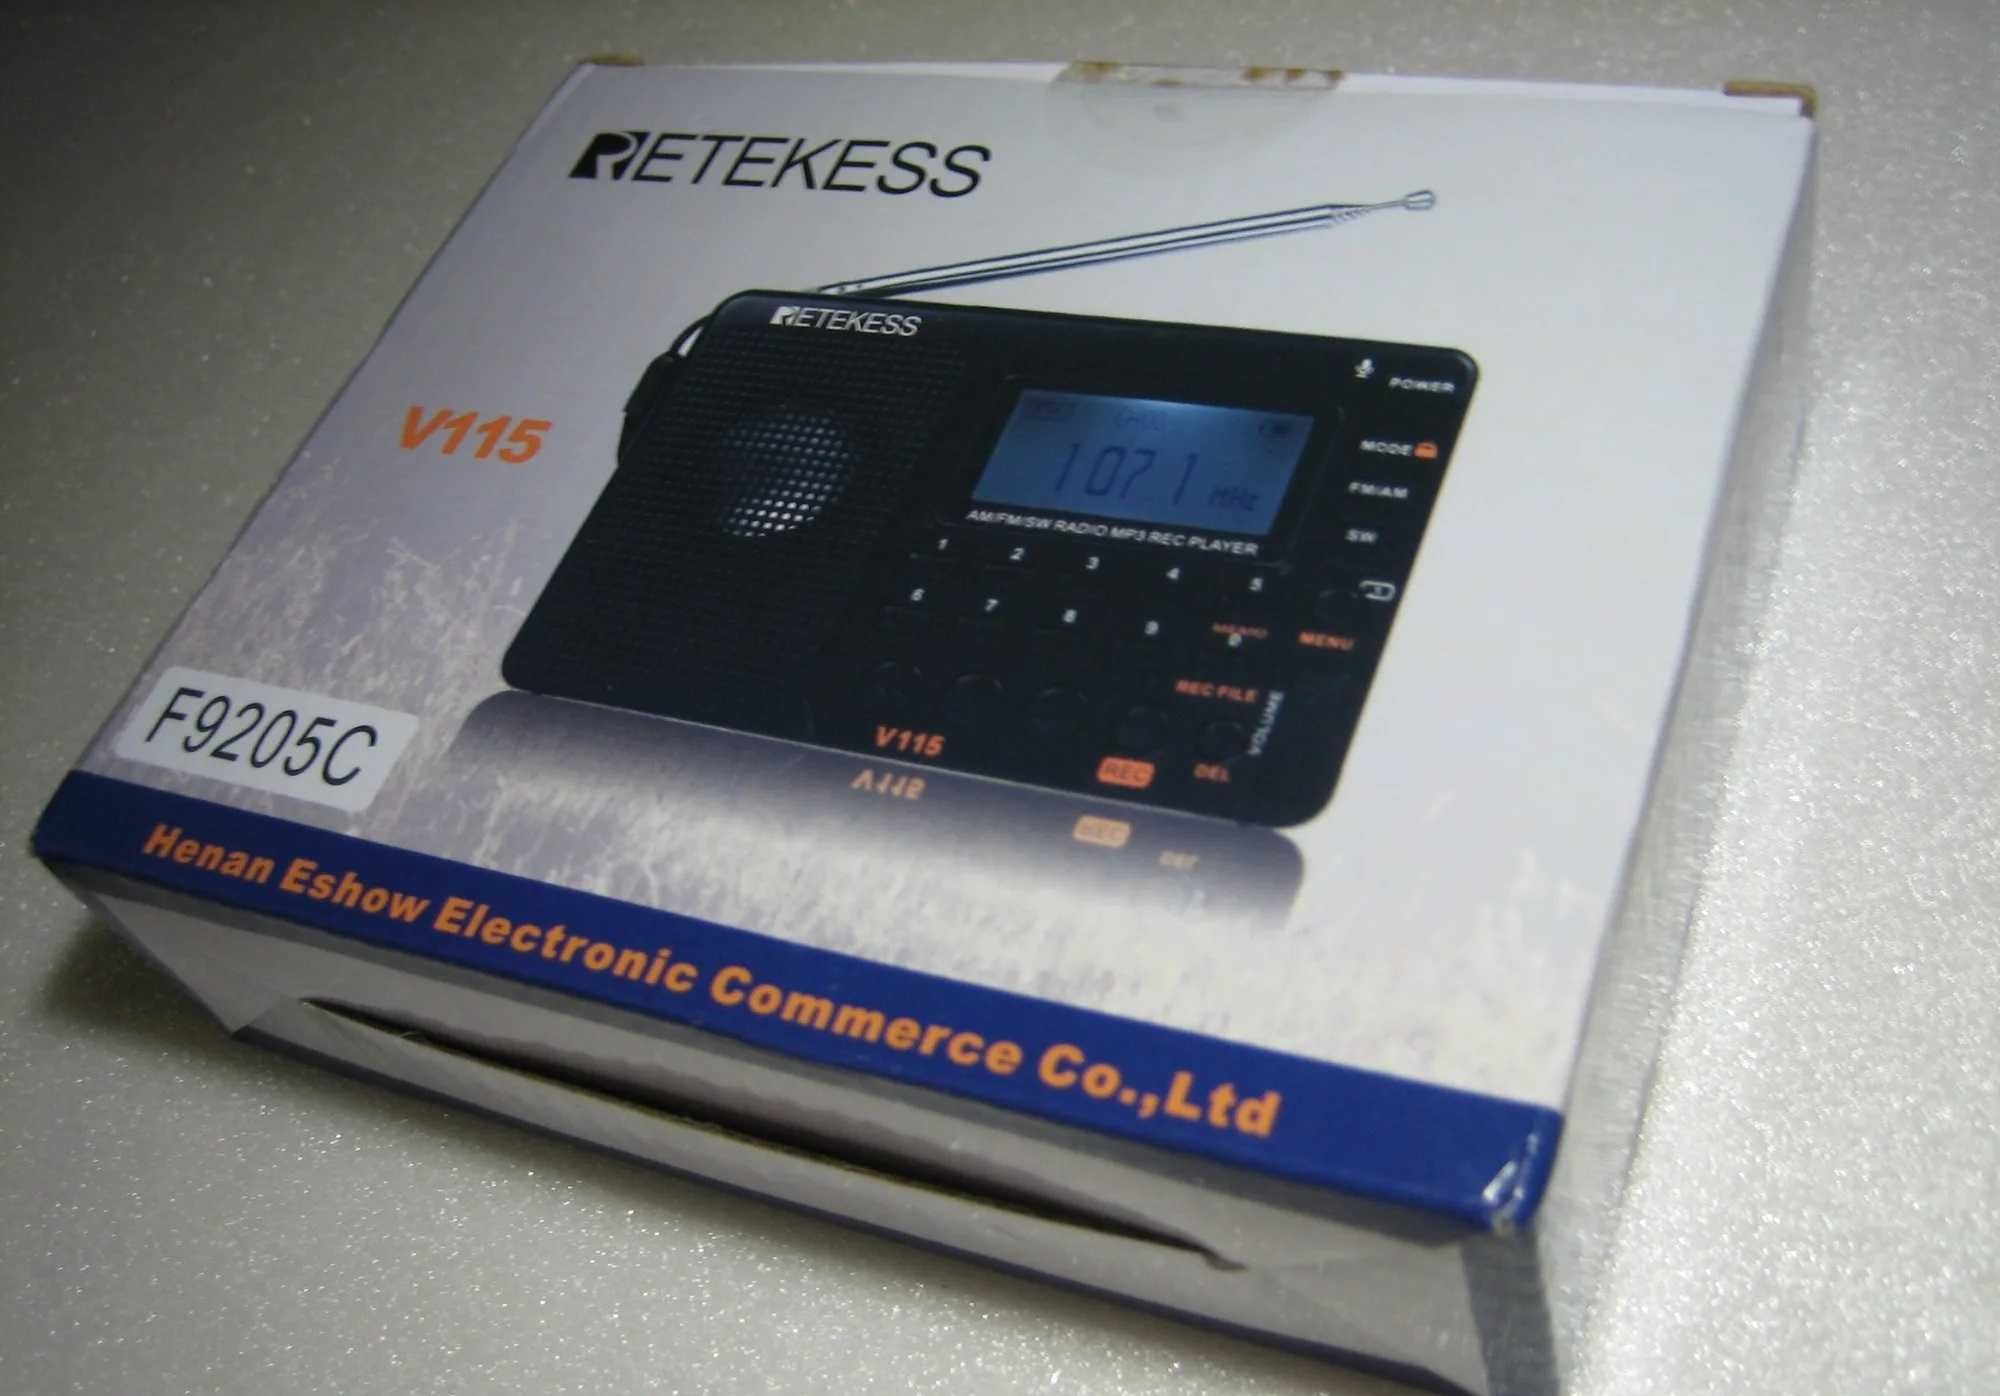 RETEKESS
RETEKESS
POWER
V115
MODE
107.1 MHz
FM/AM
AM/FM/SW RADIO MP3 REC PLAYER
SW
1 2 3 4 5
6 7 8 9 0
MEMO
MENU
REC FILE
VOLUME
V115
REC
DEL
F9205C
Henan Eshow Electronic Commerce Co.,Ltd